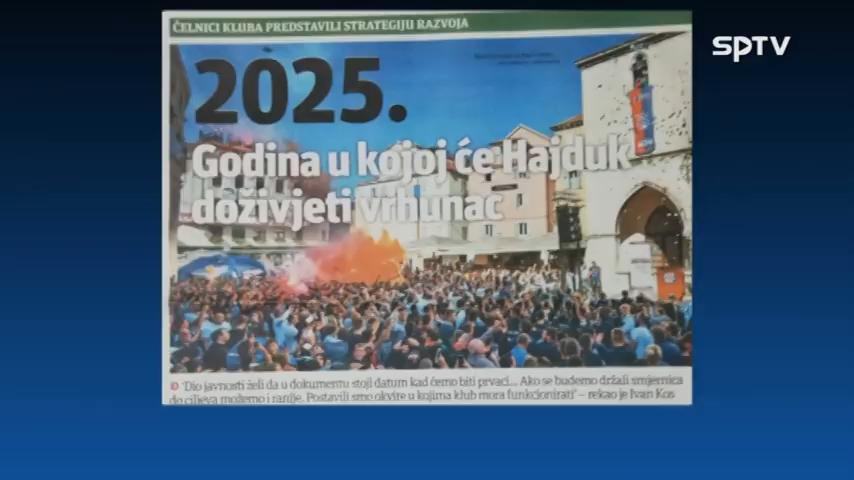 ČELNICI KLUBA PREDSTAVILI STRATEGIJU RAZVOJA
SPTV
2025.
Godina u kojoj će Hajduk
doživjeti vrhunac
'Dio javnosti želi da u dokumentu stoji datum kad ćemo biti prvaci... Ako se budemo držali smjernica
do ciljeva možemo i ranije. Postavili smo okvire u kojima klub mora funkcionirati' – rekao je Ivan Kos